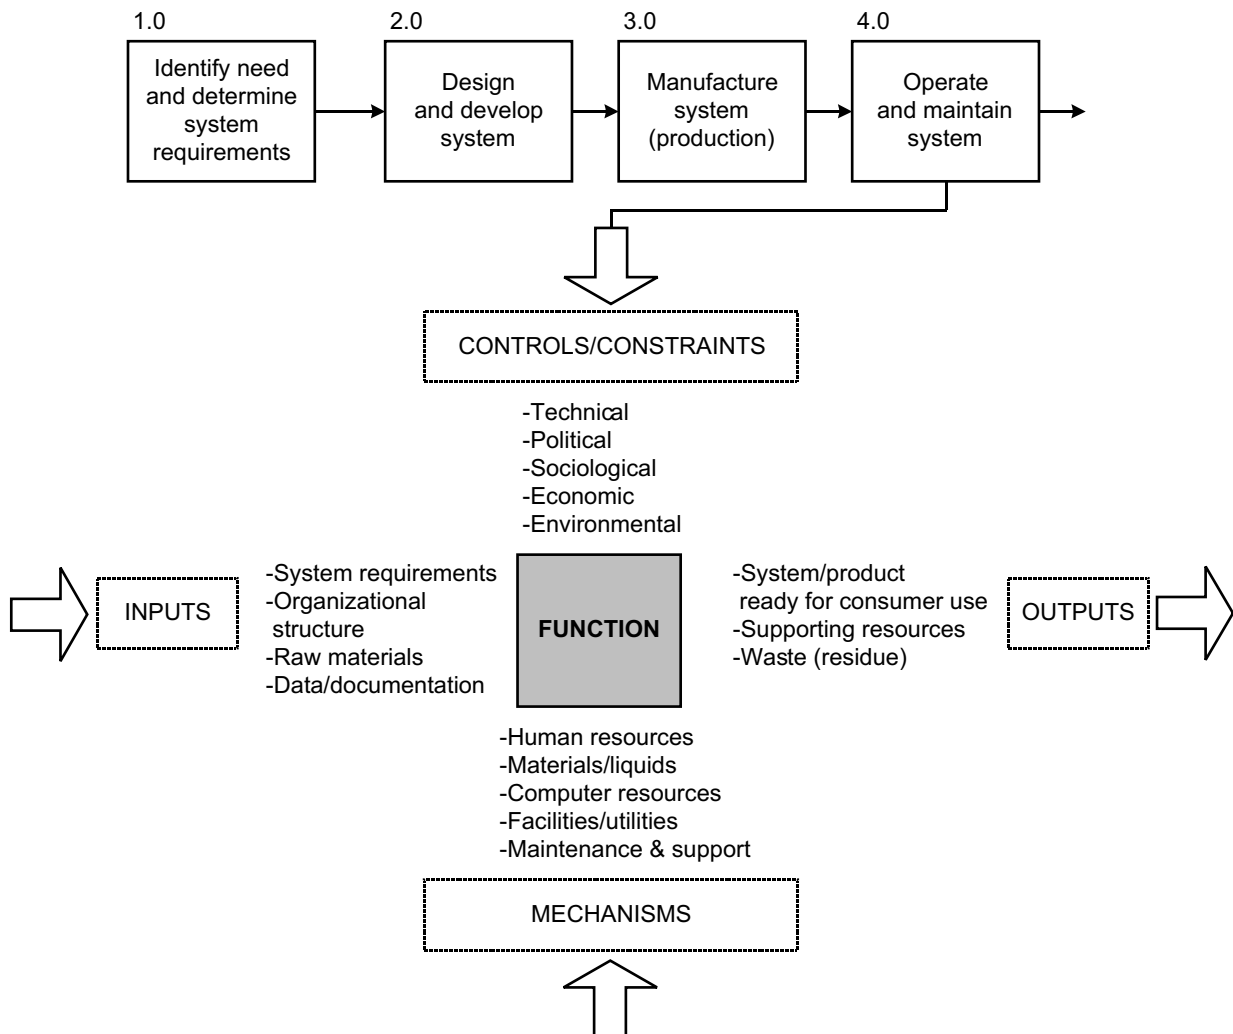 1.0
Identify need
and determine
system
requirements
2.0
Design
and develop
system
3.0
Manufacture
system
(production)
4.0
Operate
and maintain
system
CONTROLS/CONSTRAINTS
-Technical
-Political
-Sociological
-Economic
-Environmental
INPUTS
-System requirements
-Organizational
structure
-Raw materials
-Data/documentation
FUNCTION
-System/product
ready for consumer use
-Supporting resources
-Waste (residue)
OUTPUTS
-Human resources
-Materials/liquids
-Computer resources
-Facilities/utilities
-Maintenance & support
MECHANISMS